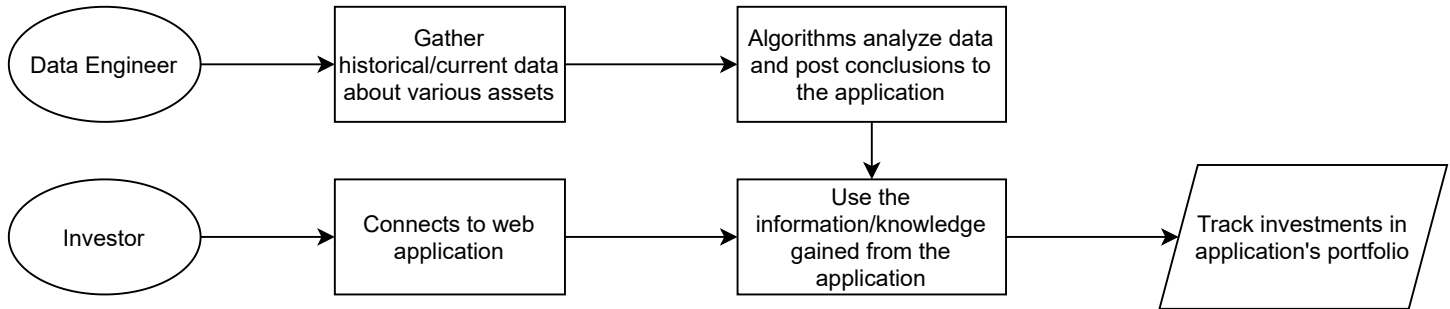 Data Engineer
Gather
historical/current data
about various assets
Algorithms analyze data
and post conclusions to
the application
Investor
Connects to web
application
Use the
information/knowledge
gained from the
application
Track investments in
application's portfolio